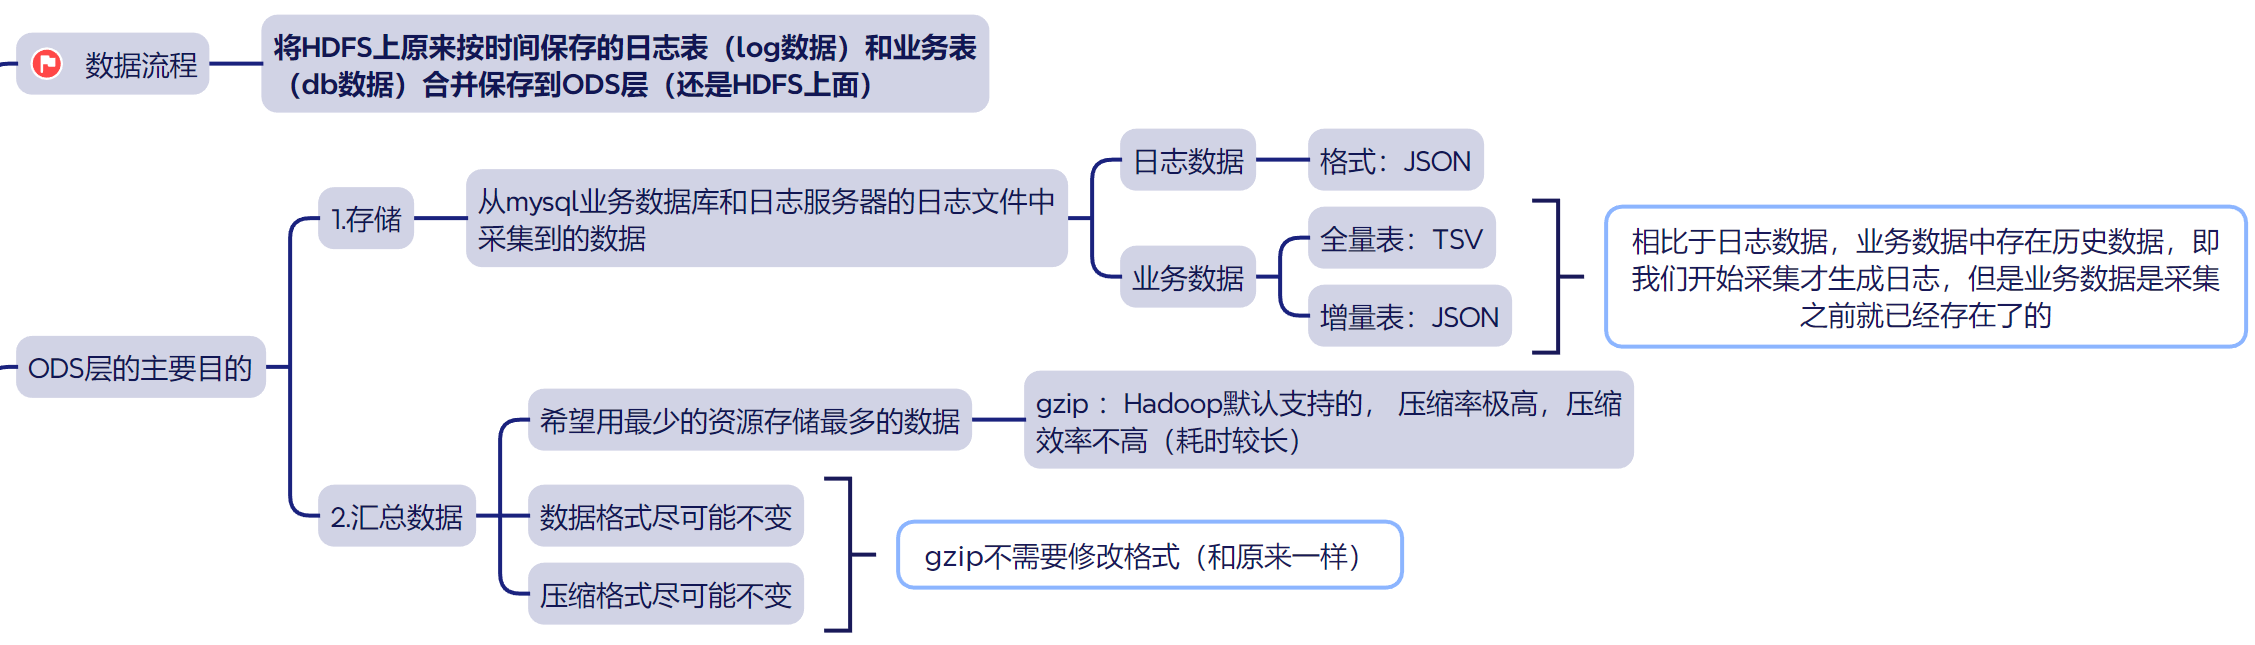 数据流程
将HDFS上原来按时间保存的日志表（log数据）和业务表
（db数据）合并保存到ODS层（还是HDFS上面）
ODS层的主要目的
1.存储
从mysql业务数据库和日志服务器的日志文件中
采集到的数据
日志数据
格式：JSON
业务数据
全量表：TSV
增量表：JSON
相比于日志数据，业务数据中存在历史数据，即
我们开始采集才生成日志，但是业务数据是采集
之前就已经存在了的
2.汇总数据
希望用最少的资源存储最多的数据
gzip ：Hadoop默认支持的， 压缩率极高，压缩
效率不高（耗时较长）
数据格式尽可能不变
压缩格式尽可能不变
gzip不需要修改格式（和原来一样）